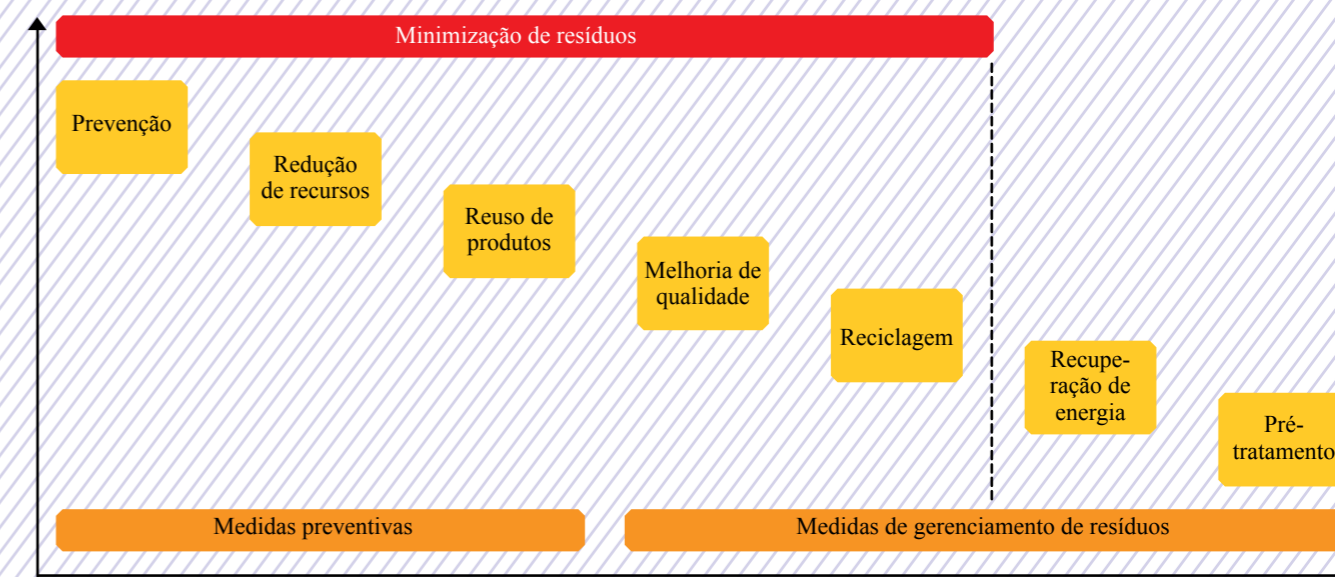 Minimização de resíduos
Prevenção
Redução
de recursos
Reuso de
produtos
Melhoria de
qualidade
Reciclagem
Recupe-
ração de
energia
Pré-
tratamento
Medidas preventivas
Medidas de gerenciamento de resíduos